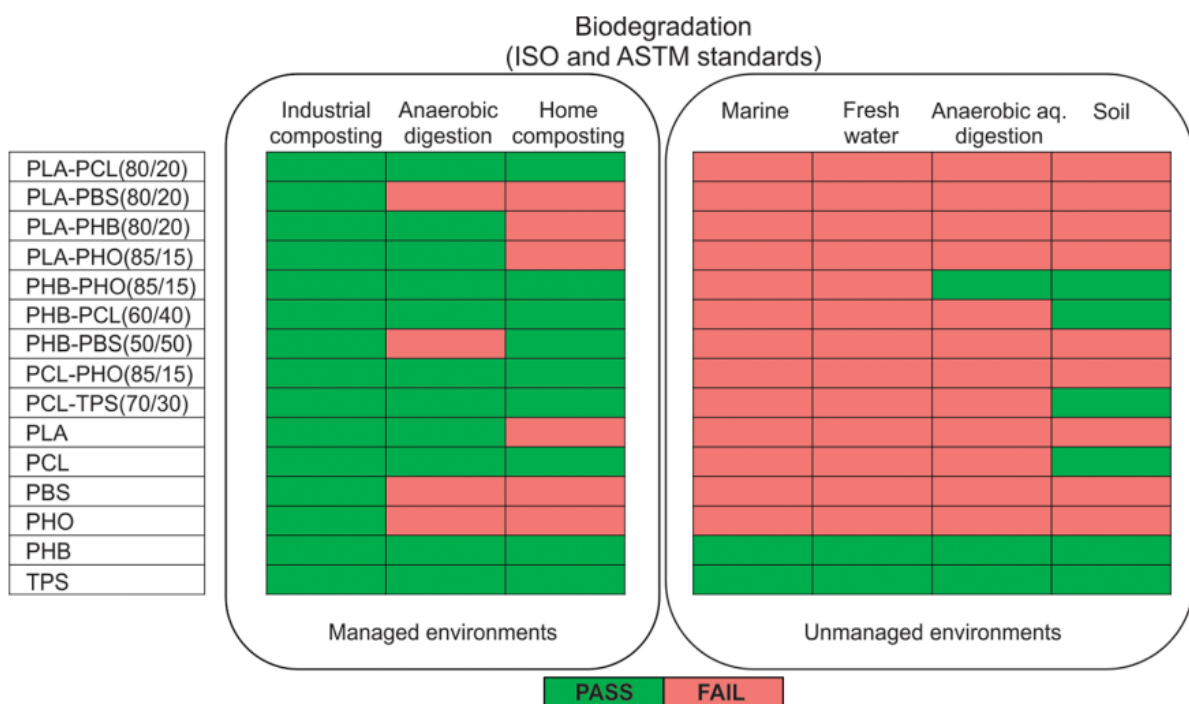 Biodegradation
(ISO and ASTM standards)
Industrial composting
Anaerobic digestion
Home composting
Marine
Fresh water
Anaerobic aq. digestion
Soil
PLA-PCL(80/20)
PLA-PBS(80/20)
PLA-PHB(80/20)
PLA-PHO(85/15)
PHB-PHO(85/15)
PHB-PCL(60/40)
PHB-PBS(50/50)
PCL-PHO(85/15)
PCL-TPS(70/30)
PLA
PCL
PBS
PHO
PHB
TPS
Managed environments
Unmanaged environments
PASS
FAIL